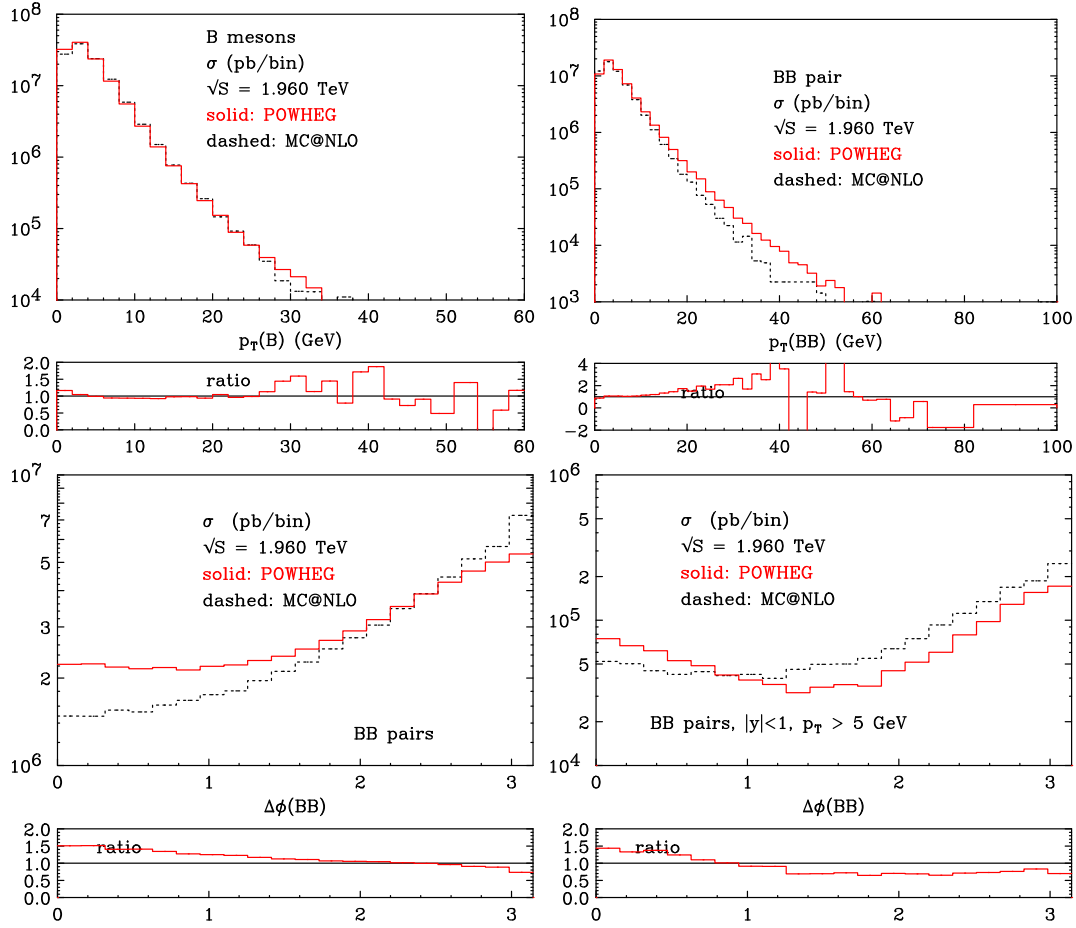 10^8
10^7
10^6
10^5
10^4
B mesons
σ (pb/bin)
√S = 1.960 TeV
solid: POWHEG
dashed: MC@NLO
0 10 20 30 40 50 60
p_T(B) (GeV)
2.0
1.5
1.0
0.5
0.0
ratio
0 10 20 30 40 50 60
10^8
10^7
10^6
10^5
10^4
10^3
BB pair
σ (pb/bin)
√S = 1.960 TeV
solid: POWHEG
dashed: MC@NLO
0 20 40 60 80 100
p_T(BB) (GeV)
4
2
0
−2
ratio
0 20 40 60 80 100
10^7
7
5
3
2
10^6
σ (pb/bin)
√S = 1.960 TeV
solid: POWHEG
dashed: MC@NLO
BB pairs
0 1 2 3
Δϕ(BB)
2.0
1.5
1.0
0.5
0.0
ratio
0 1 2 3
10^6
5
2
10^5
5
2
10^4
σ (pb/bin)
√S = 1.960 TeV
solid: POWHEG
dashed: MC@NLO
BB pairs, |y|<1, p_T > 5 GeV
0 1 2 3
Δϕ(BB)
2.0
1.5
1.0
0.5
0.0
ratio
0 1 2 3